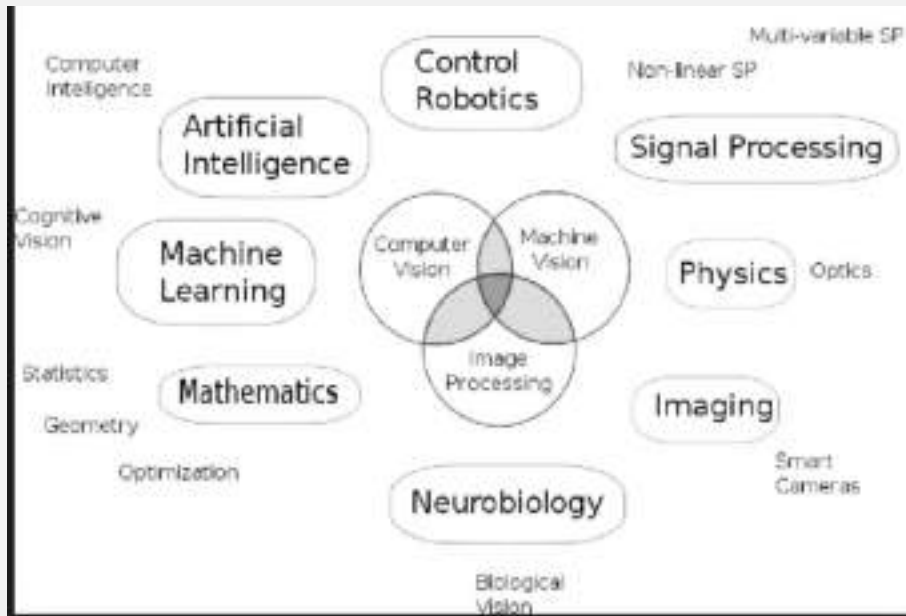 Multi-variable SP
Computer
Intelligence
Control
Robotics
Non-linear SP
Artificial
Intelligence
Signal Processing
Cognitive
Vision
Machine
Learning
Computer
Vision
Machine
Vision
Physics
Optics
Statistics
Mathematics
Image
Processing
Imaging
Geometry
Optimization
Smart
Cameras
Neurobiology
Biological
Vision